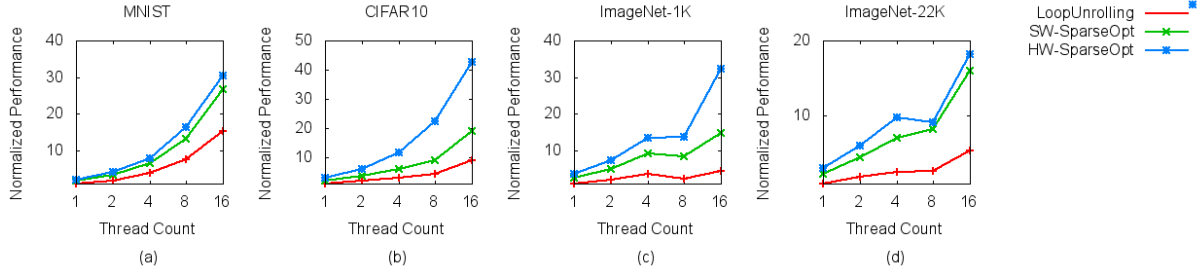 MNIST
Normalized Performance
40
30
20
10
1 2 4 8 16
Thread Count
(a)
CIFAR10
Normalized Performance
50
40
30
20
10
1 2 4 8 16
Thread Count
(b)
ImageNet-1K
Normalized Performance
40
30
20
10
1 2 4 8 16
Thread Count
(c)
ImageNet-22K
Normalized Performance
20
10
1 2 4 8 16
Thread Count
(d)
LoopUnrolling
SW-SparseOpt
HW-SparseOpt